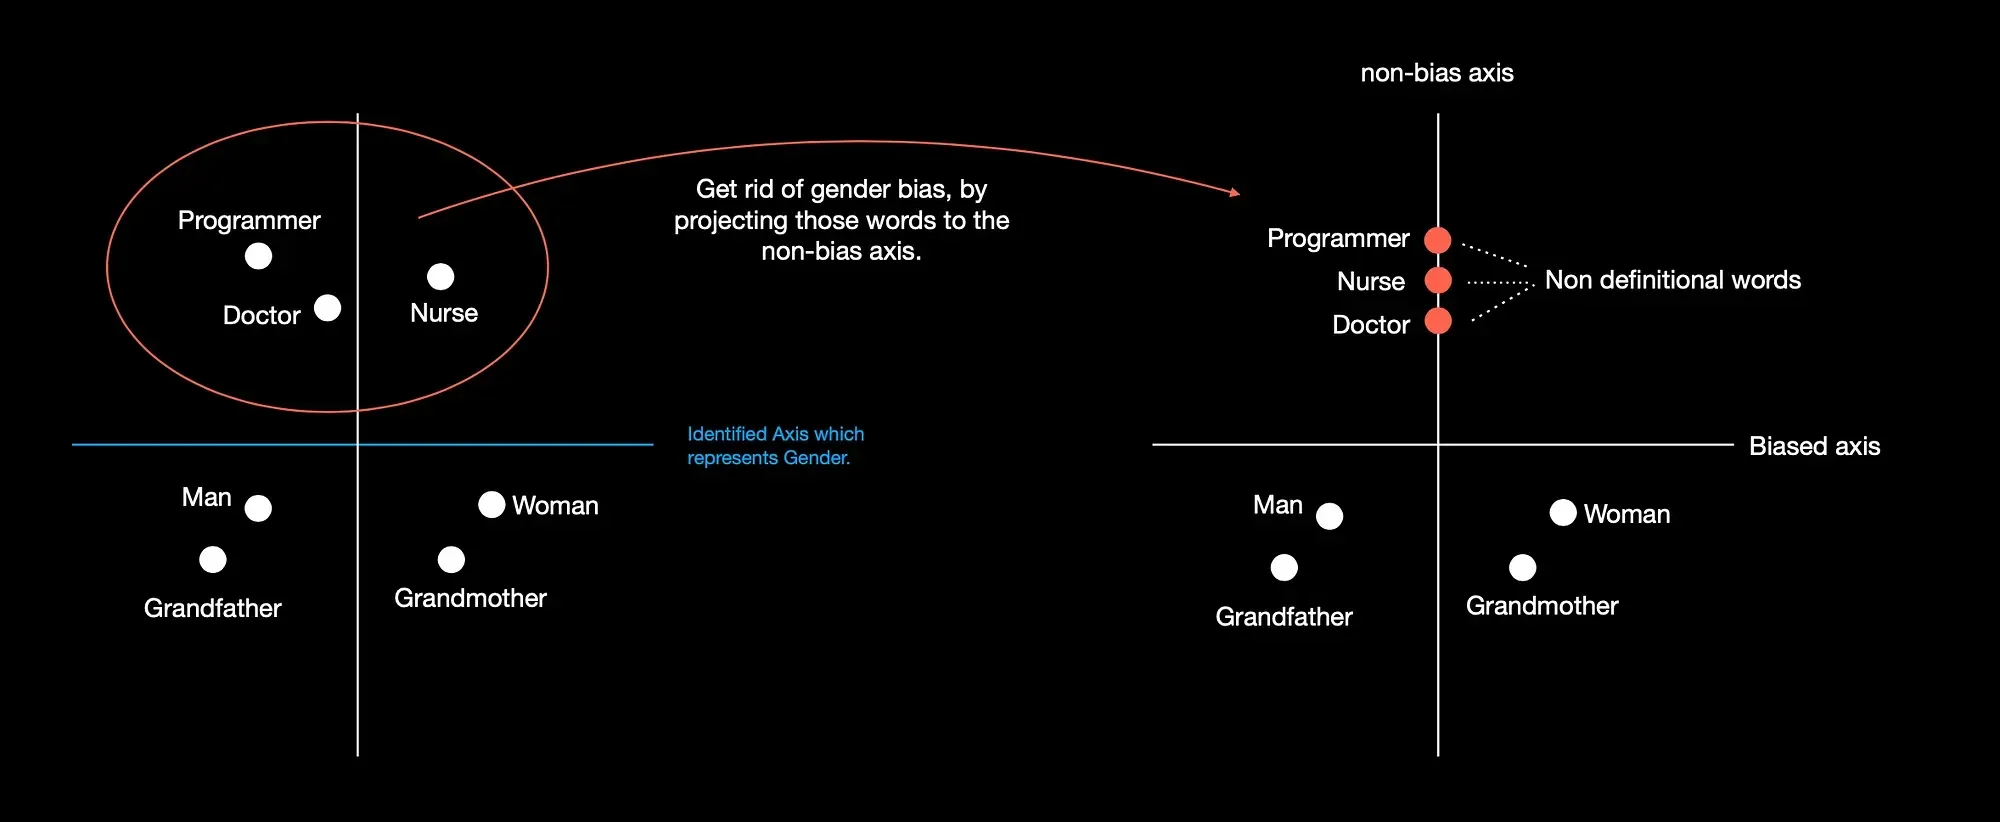 non-bias axis
Programmer
Doctor
Nurse
Get rid of gender bias, by
projecting those words to the
non-bias axis.
Programmer
Nurse
Doctor
Non definitional words
Identified Axis which
represents Gender.
Biased axis
Man
Woman
Grandfather
Grandmother
Man
Woman
Grandfather
Grandmother